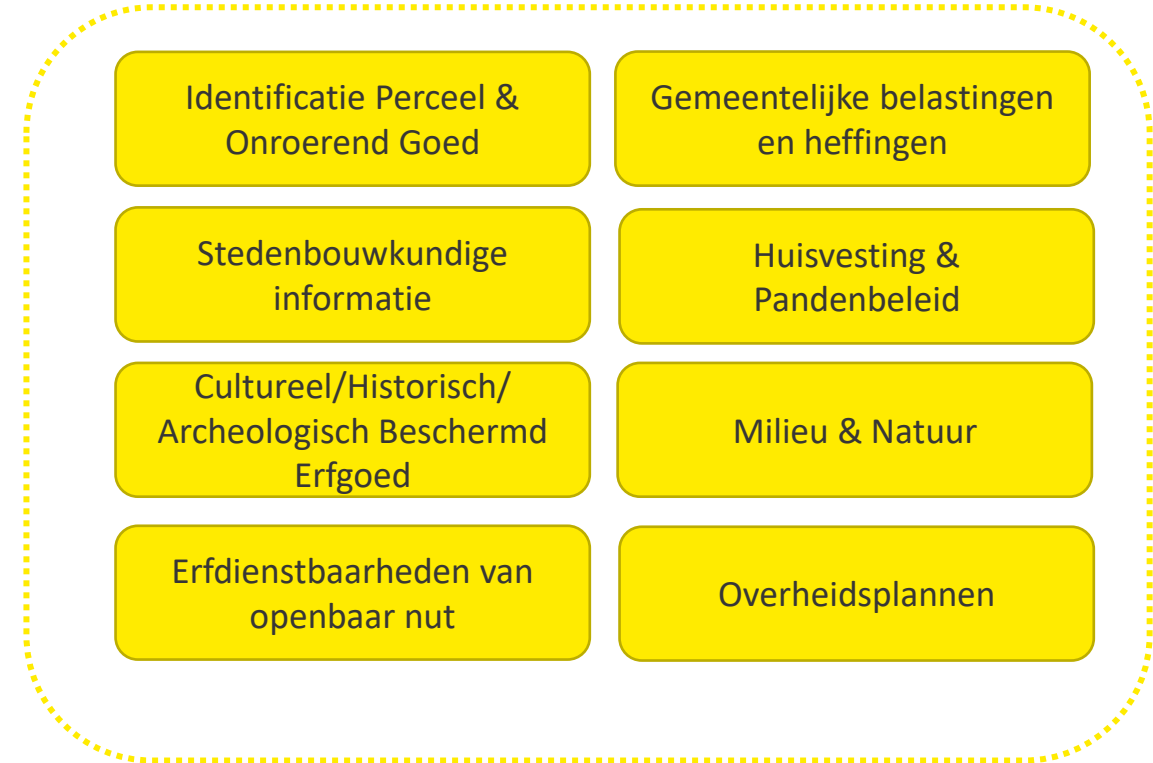 Identificatie Perceel &
Onroerend Goed
Gemeentelijke belastingen
en heffingen
Stedenbouwkundige
informatie
Huisvesting &
Pandenbeleid
Cultureel/Historisch/
Archeologisch Beschermd
Erfgoed
Milieu & Natuur
Erfdienstbaarheden van
openbaar nut
Overheidsplannen